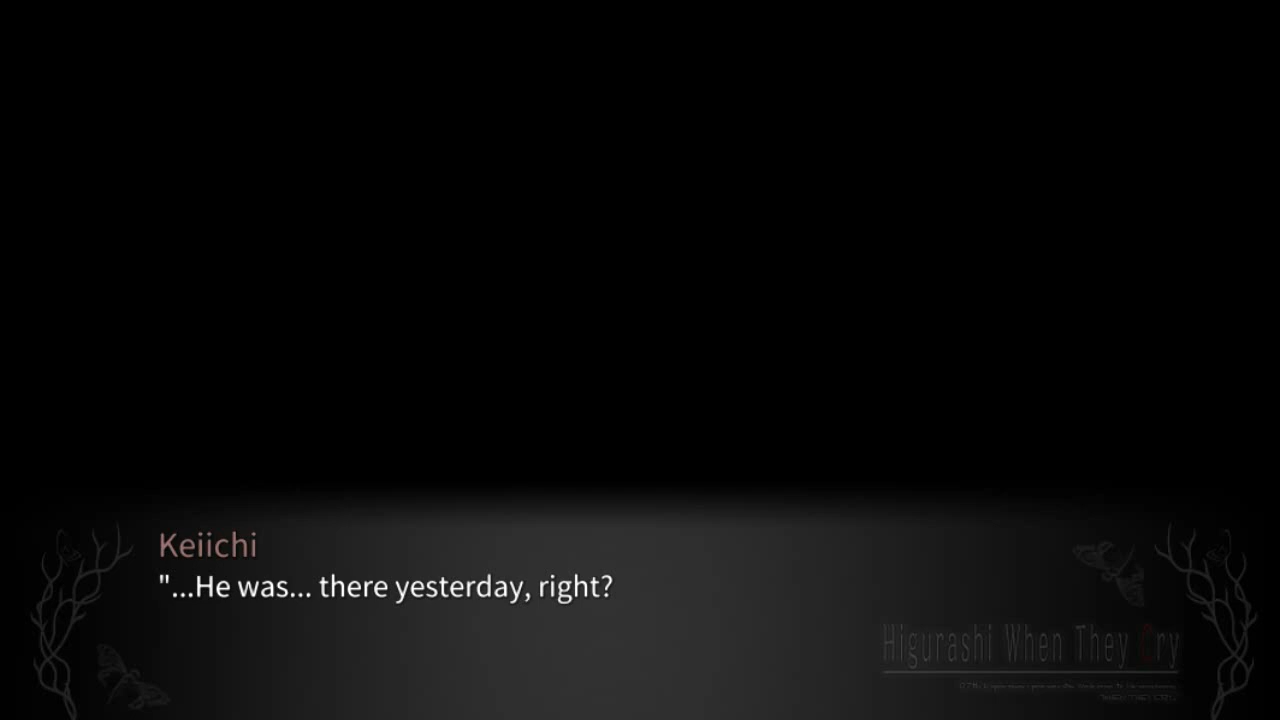 Keiichi
"...He was... there yesterday, right?
Higurashi When They Cry